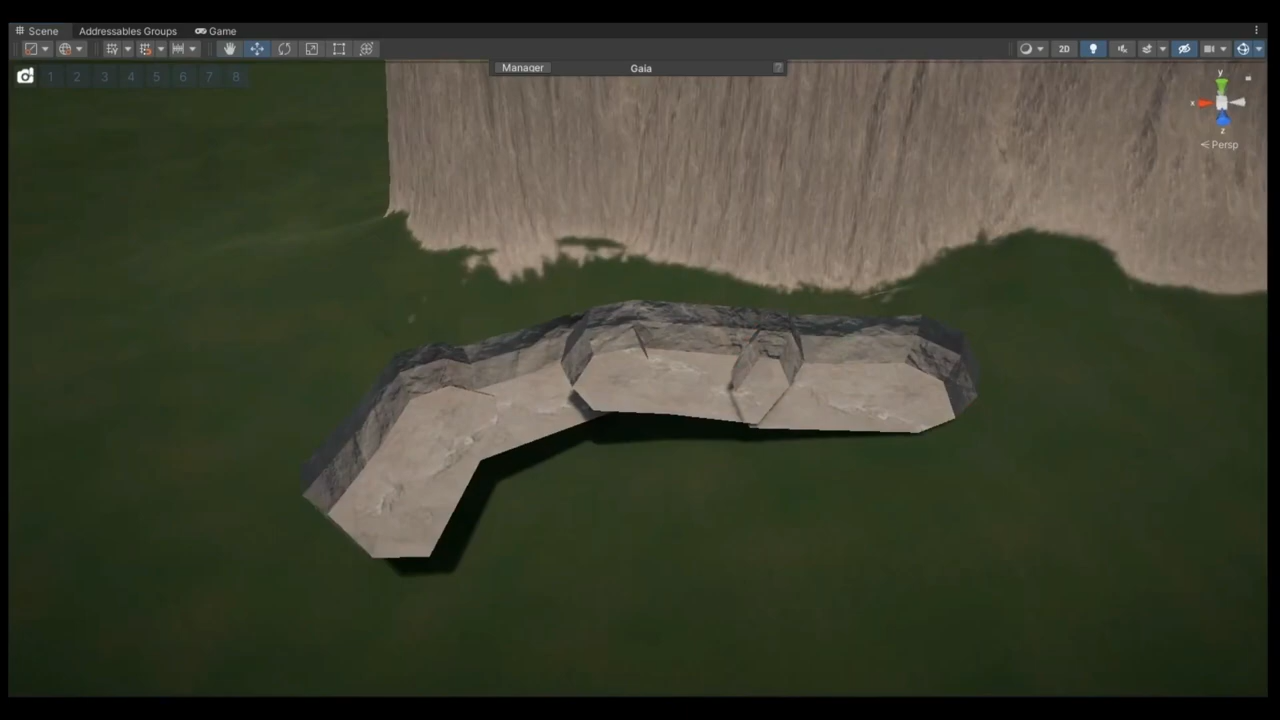 Scene Addressables Groups Game
2D
Manager Gaia ?
1 2 3 4 5 6 7 8
y
x
z
< Persp